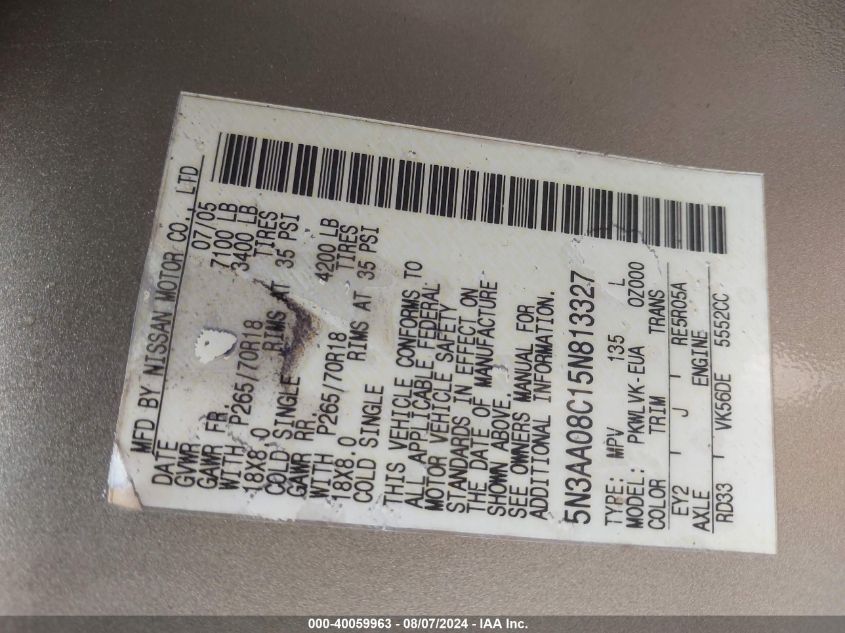 MFD BY NISSAN MOTOR CO., LTD
DATE 07/05
GVWR 7100 LB
GAWR FR. 3400 LB
WITH P265/70R18 TIRES
18X8.0 RIMS AT 35 PSI
COLD SINGLE
GAWR RR. 4200 LB
WITH P265/70R18 TIRES
18X8.0 RIMS AT 35 PSI
COLD SINGLE
THIS VEHICLE CONFORMS TO
ALL APPLICABLE FEDERAL
MOTOR VEHICLE SAFETY
STANDARDS IN EFFECT ON
THE DATE OF MANUFACTURE
SHOWN ABOVE.
SEE OWNERS MANUAL FOR
ADDITIONAL INFORMATION.
5N3AA08C15N813327
TYPE: MPV 135 L
MODEL: PKWLVK-EUA 0Z000
COLOR TRIM TRANS
EY2 J RE5R05A
AXLE ENGINE
RD33 VK56DE 5552CC
000-40059963 - 08/07/2024 - IAA Inc.